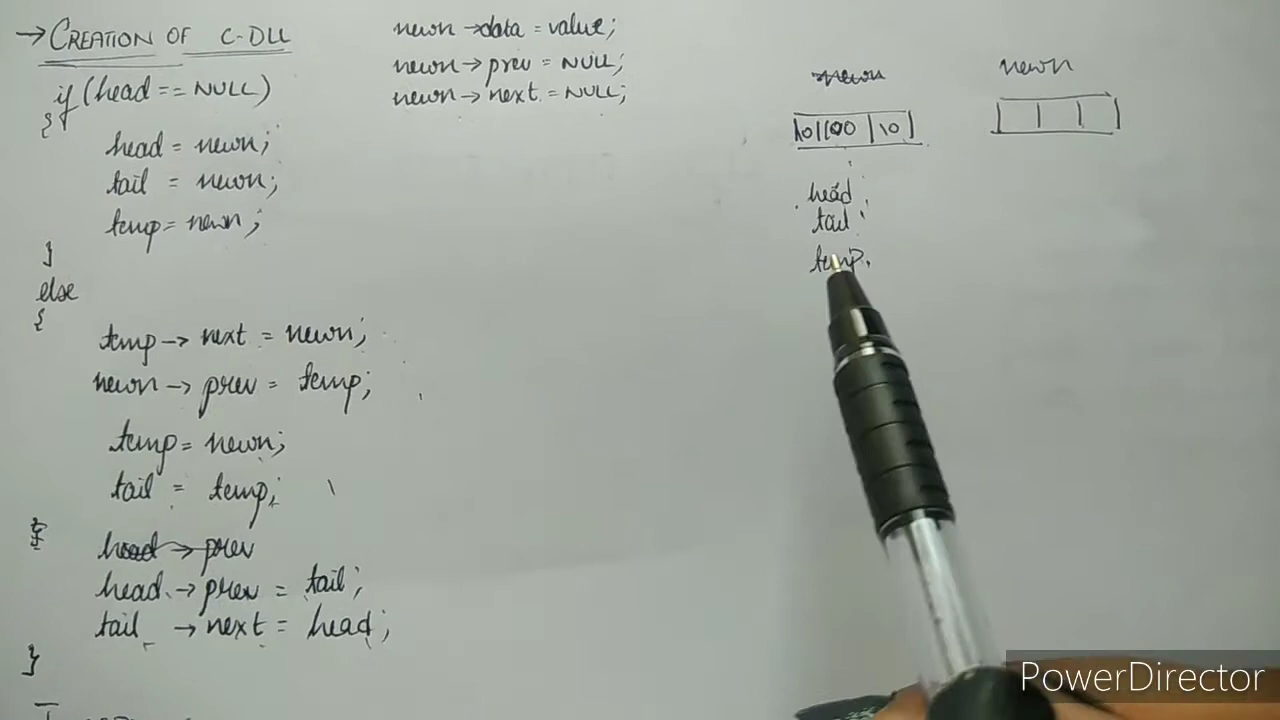 → CREATION OF C-DLL
if (head == NULL)
{
head = newn;
tail = newn;
temp = newn;
}
else
{
temp → next = newn;
newn → prev = temp;
temp = newn;
tail = temp;
head → prev
head → prev = tail;
tail → next = head;
}
newn → data = value;
newn → prev = NULL;
newn → next = NULL;
newn
\0|100|\0
head
tail
temp
newn
PowerDirector